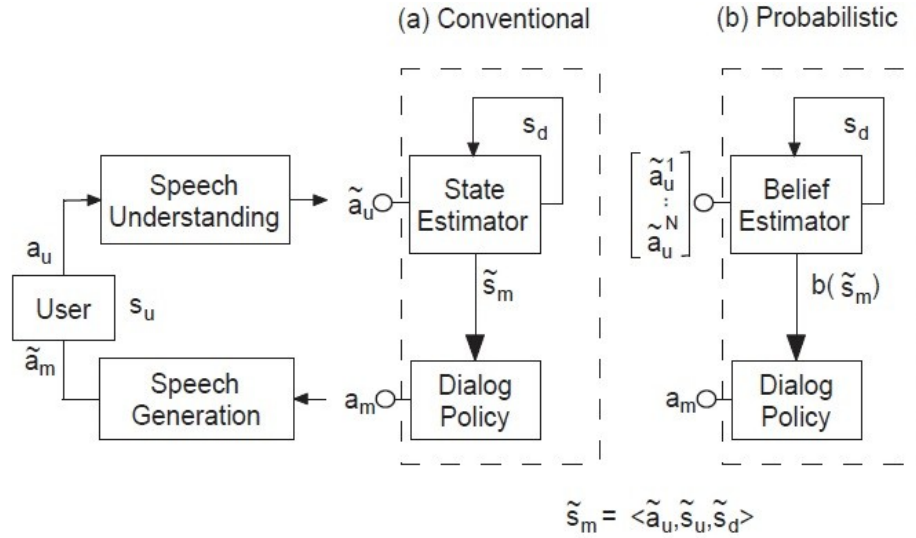 (a) Conventional
(b) Probabilistic
Speech
Understanding
a_u
User
s_u
ã_m
Speech
Generation
ã_u
s_d
State
Estimator
s̃_m
a_m
Dialog
Policy
ã_u^1
:
ã_u^N
s_d
Belief
Estimator
b(s̃_m)
a_m
Dialog
Policy
s̃_m = <ã_u,s̃_u,s̃_d>